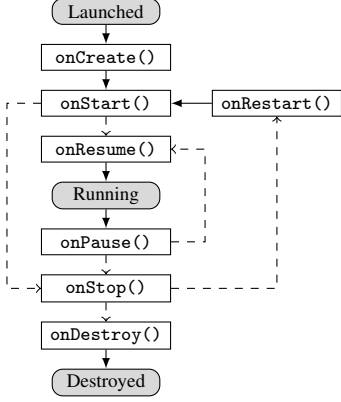 Launched
onCreate()
onStart()
onRestart()
onResume()
Running
onPause()
onStop()
onDestroy()
Destroyed